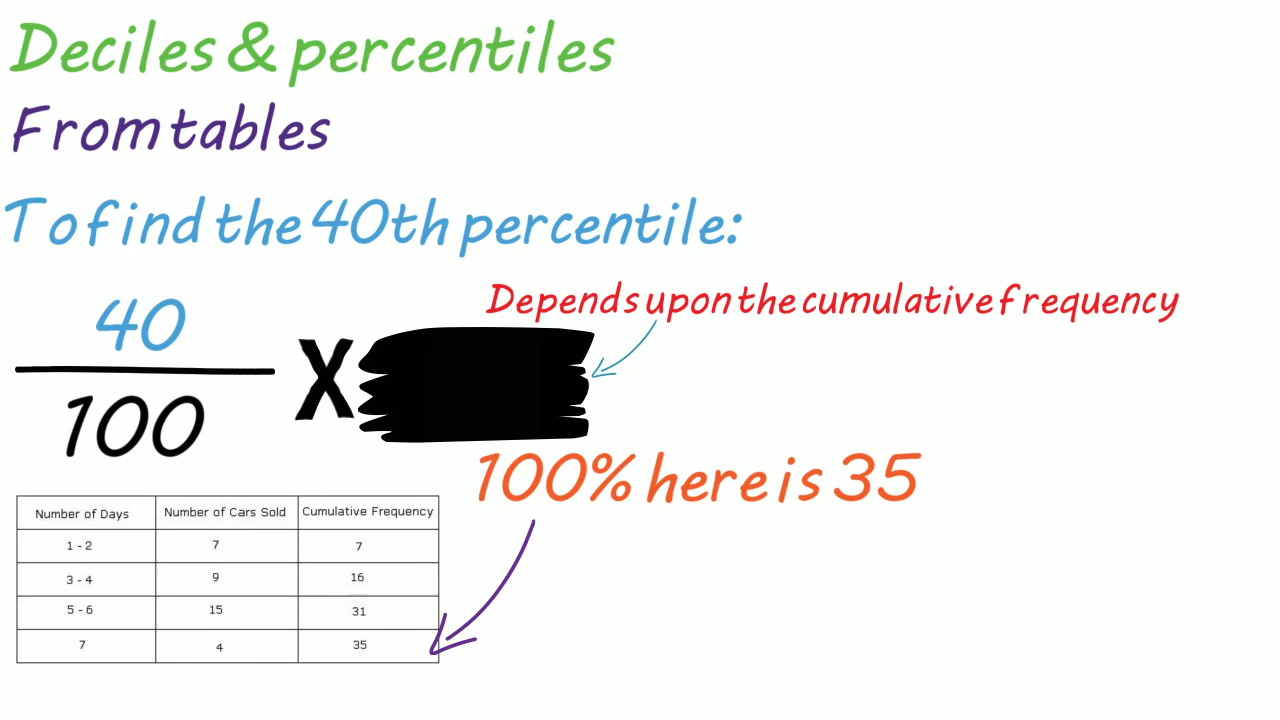 Deciles & percentiles
From tables
To find the 40th percentile:
Depends upon the cumulative frequency
40
100
X
100% here is 35
Number of Days Number of Cars Sold Cumulative Frequency
1 - 2 7 7
3 - 4 9 16
5 - 6 15 31
7 4 35